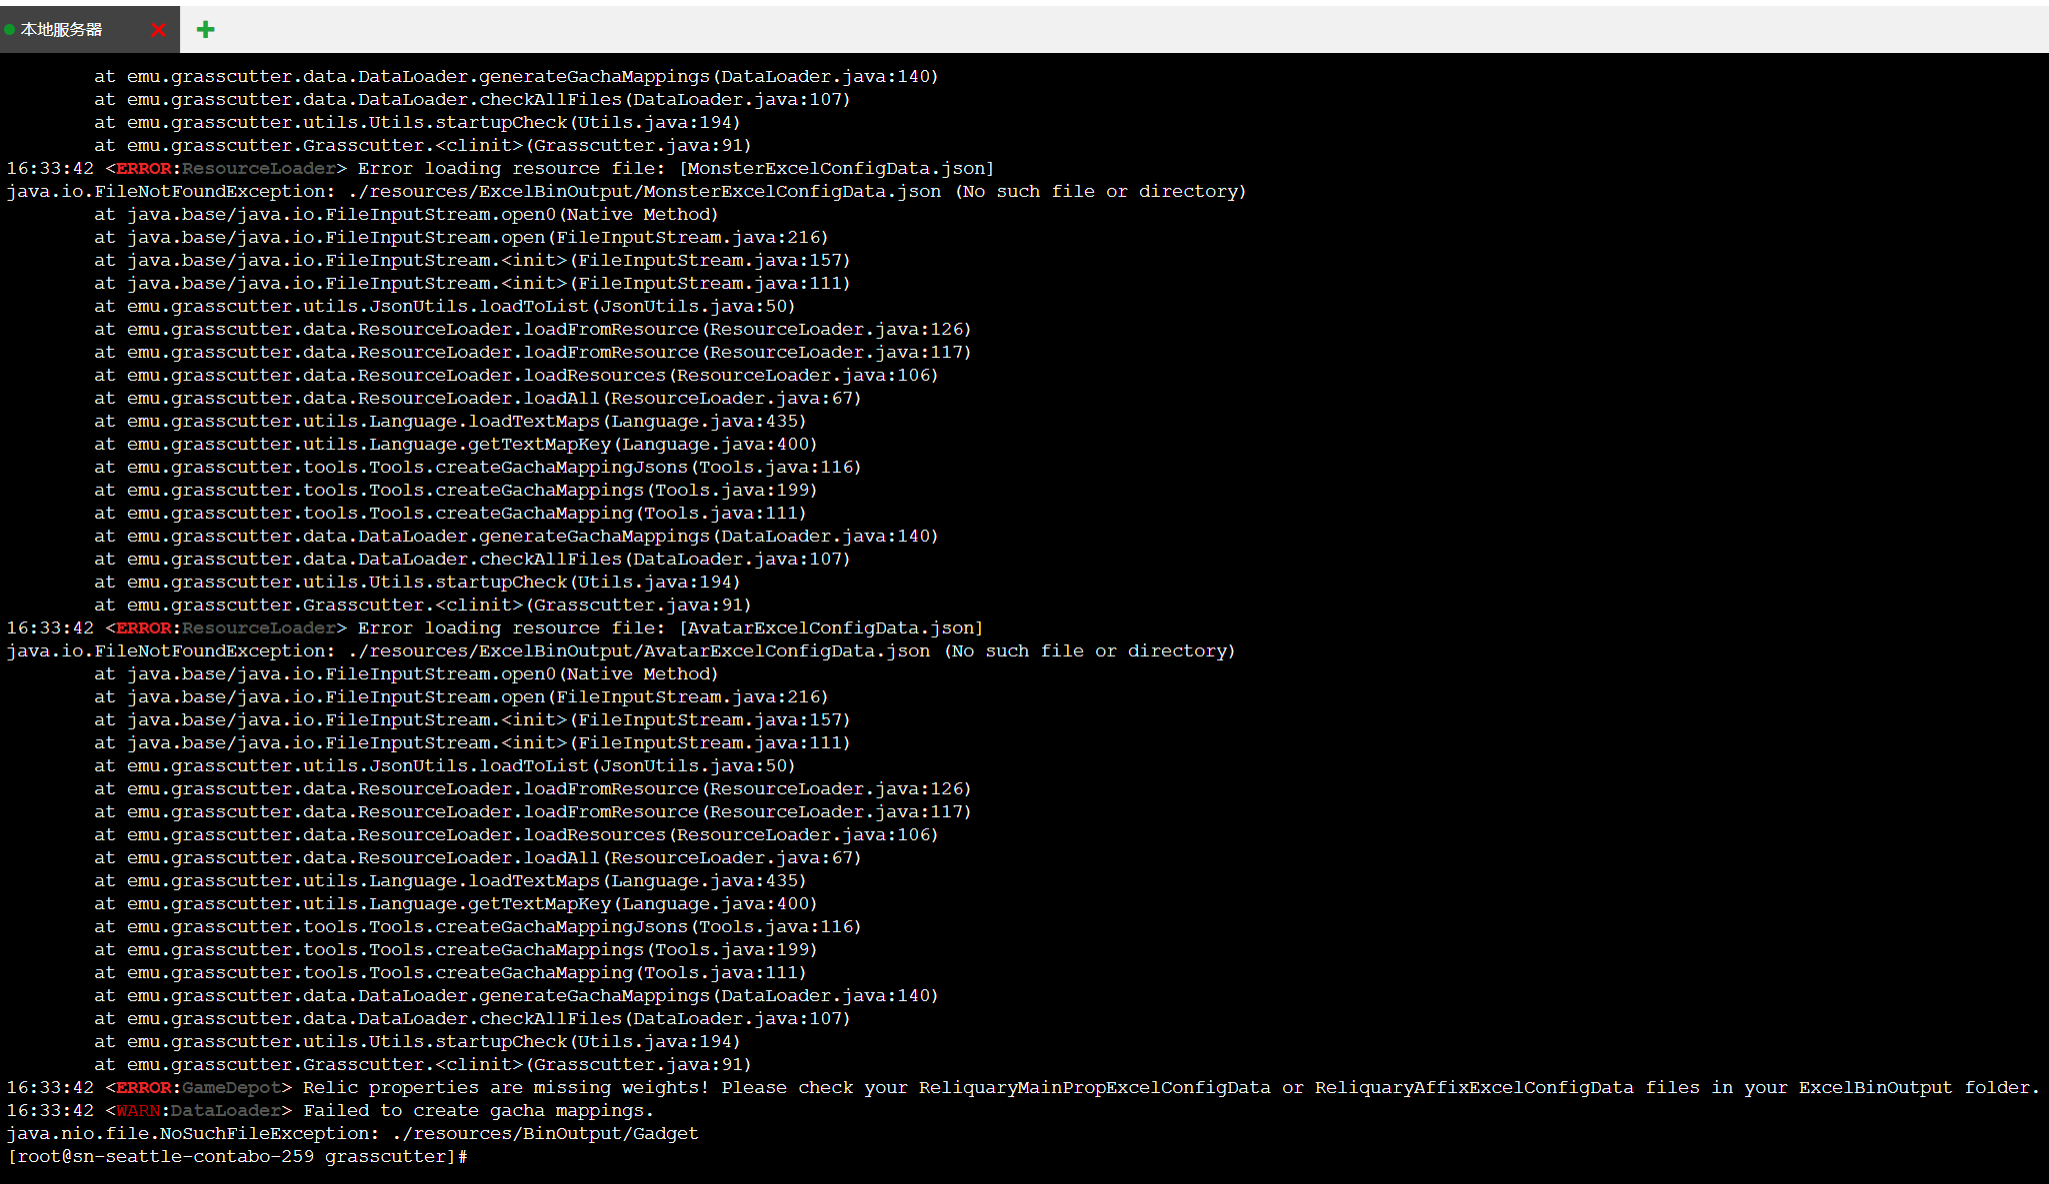 本地服务器
at emu.grasscutter.data.DataLoader.generateGachaMappings(DataLoader.java:140)
at emu.grasscutter.data.DataLoader.checkAllFiles(DataLoader.java:107)
at emu.grasscutter.utils.Utils.startupCheck(Utils.java:194)
at emu.grasscutter.Grasscutter.<clinit>(Grasscutter.java:91)
16:33:42 <ERROR:ResourceLoader> Error loading resource file: [MonsterExcelConfigData.json]
java.io.FileNotFoundException: ./resources/ExcelBinOutput/MonsterExcelConfigData.json (No such file or directory)
at java.base/java.io.FileInputStream.open0(Native Method)
at java.base/java.io.FileInputStream.open(FileInputStream.java:216)
at java.base/java.io.FileInputStream.<init>(FileInputStream.java:157)
at java.base/java.io.FileInputStream.<init>(FileInputStream.java:111)
at emu.grasscutter.utils.JsonUtils.loadToList(JsonUtils.java:50)
at emu.grasscutter.data.ResourceLoader.loadFromResource(ResourceLoader.java:126)
at emu.grasscutter.data.ResourceLoader.loadFromResource(ResourceLoader.java:117)
at emu.grasscutter.data.ResourceLoader.loadResources(ResourceLoader.java:106)
at emu.grasscutter.data.ResourceLoader.loadAll(ResourceLoader.java:67)
at emu.grasscutter.utils.Language.loadTextMaps(Language.java:435)
at emu.grasscutter.utils.Language.getTextMapKey(Language.java:400)
at emu.grasscutter.tools.Tools.createGachaMappingJsons(Tools.java:116)
at emu.grasscutter.tools.Tools.createGachaMappings(Tools.java:199)
at emu.grasscutter.tools.Tools.createGachaMapping(Tools.java:111)
at emu.grasscutter.data.DataLoader.generateGachaMappings(DataLoader.java:140)
at emu.grasscutter.data.DataLoader.checkAllFiles(DataLoader.java:107)
at emu.grasscutter.utils.Utils.startupCheck(Utils.java:194)
at emu.grasscutter.Grasscutter.<clinit>(Grasscutter.java:91)
16:33:42 <ERROR:ResourceLoader> Error loading resource file: [AvatarExcelConfigData.json]
java.io.FileNotFoundException: ./resources/ExcelBinOutput/AvatarExcelConfigData.json (No such file or directory)
at java.base/java.io.FileInputStream.open0(Native Method)
at java.base/java.io.FileInputStream.open(FileInputStream.java:216)
at java.base/java.io.FileInputStream.<init>(FileInputStream.java:157)
at java.base/java.io.FileInputStream.<init>(FileInputStream.java:111)
at emu.grasscutter.utils.JsonUtils.loadToList(JsonUtils.java:50)
at emu.grasscutter.data.ResourceLoader.loadFromResource(ResourceLoader.java:126)
at emu.grasscutter.data.ResourceLoader.loadFromResource(ResourceLoader.java:117)
at emu.grasscutter.data.ResourceLoader.loadResources(ResourceLoader.java:106)
at emu.grasscutter.data.ResourceLoader.loadAll(ResourceLoader.java:67)
at emu.grasscutter.utils.Language.loadTextMaps(Language.java:435)
at emu.grasscutter.utils.Language.getTextMapKey(Language.java:400)
at emu.grasscutter.tools.Tools.createGachaMappingJsons(Tools.java:116)
at emu.grasscutter.tools.Tools.createGachaMappings(Tools.java:199)
at emu.grasscutter.tools.Tools.createGachaMapping(Tools.java:111)
at emu.grasscutter.data.DataLoader.generateGachaMappings(DataLoader.java:140)
at emu.grasscutter.data.DataLoader.checkAllFiles(DataLoader.java:107)
at emu.grasscutter.utils.Utils.startupCheck(Utils.java:194)
at emu.grasscutter.Grasscutter.<clinit>(Grasscutter.java:91)
16:33:42 <ERROR:GameDepot> Relic properties are missing weights! Please check your ReliquaryMainPropExcelConfigData or ReliquaryAffixExcelConfigData files in your ExcelBinOutput folder.
16:33:42 <WARN:DataLoader> Failed to create gacha mappings.
java.nio.file.NoSuchFileException: ./resources/BinOutput/Gadget
[root@sn-seattle-contabo-259 grasscutter]#